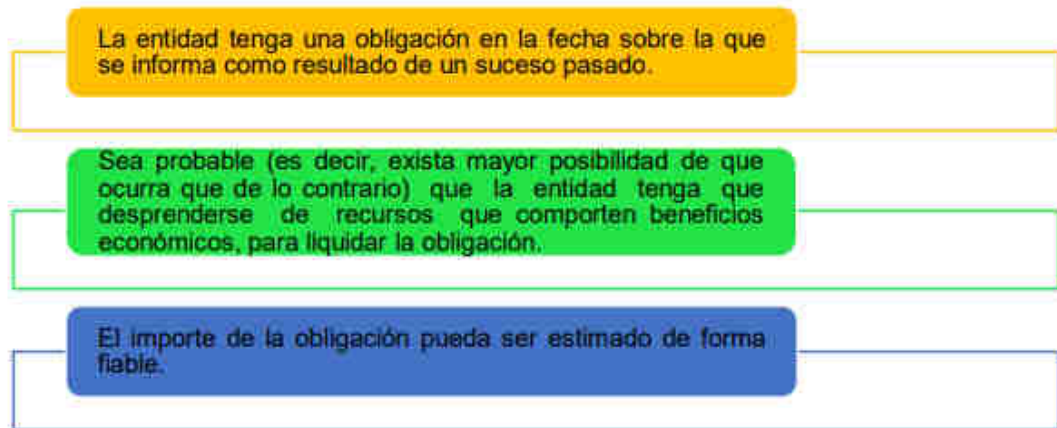 La entidad tenga una obligación en la fecha sobre la que
se informa como resultado de un suceso pasado.
Sea probable (es decir, exista mayor posibilidad de que
ocurra que de lo contrario) que la entidad tenga que
desprenderse de recursos que comporten beneficios
económicos, para liquidar la obligación.
El importe de la obligación pueda ser estimado de forma
fiable.